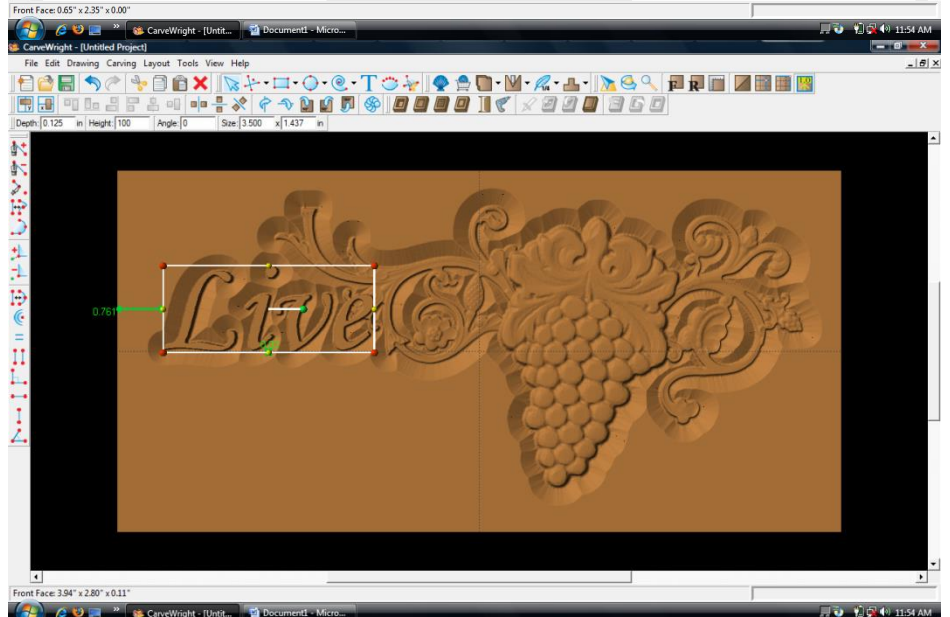 Front Face: 0.65" x 2.35" x 0.00"
CarveWright - [Untit... Document1 - Micro... 11:54 AM
CarveWright - [Untitled Project]
File Edit Drawing Carving Layout Tools View Help
Depth: 0.125 in Height: 100 Angle: 0 Size: 3.500 x 1.437 in
0.761
Live
Front Face: 3.94" x 2.80" x 0.11"
CarveWright - [Untit... Document1 - Micro... 11:54 AM